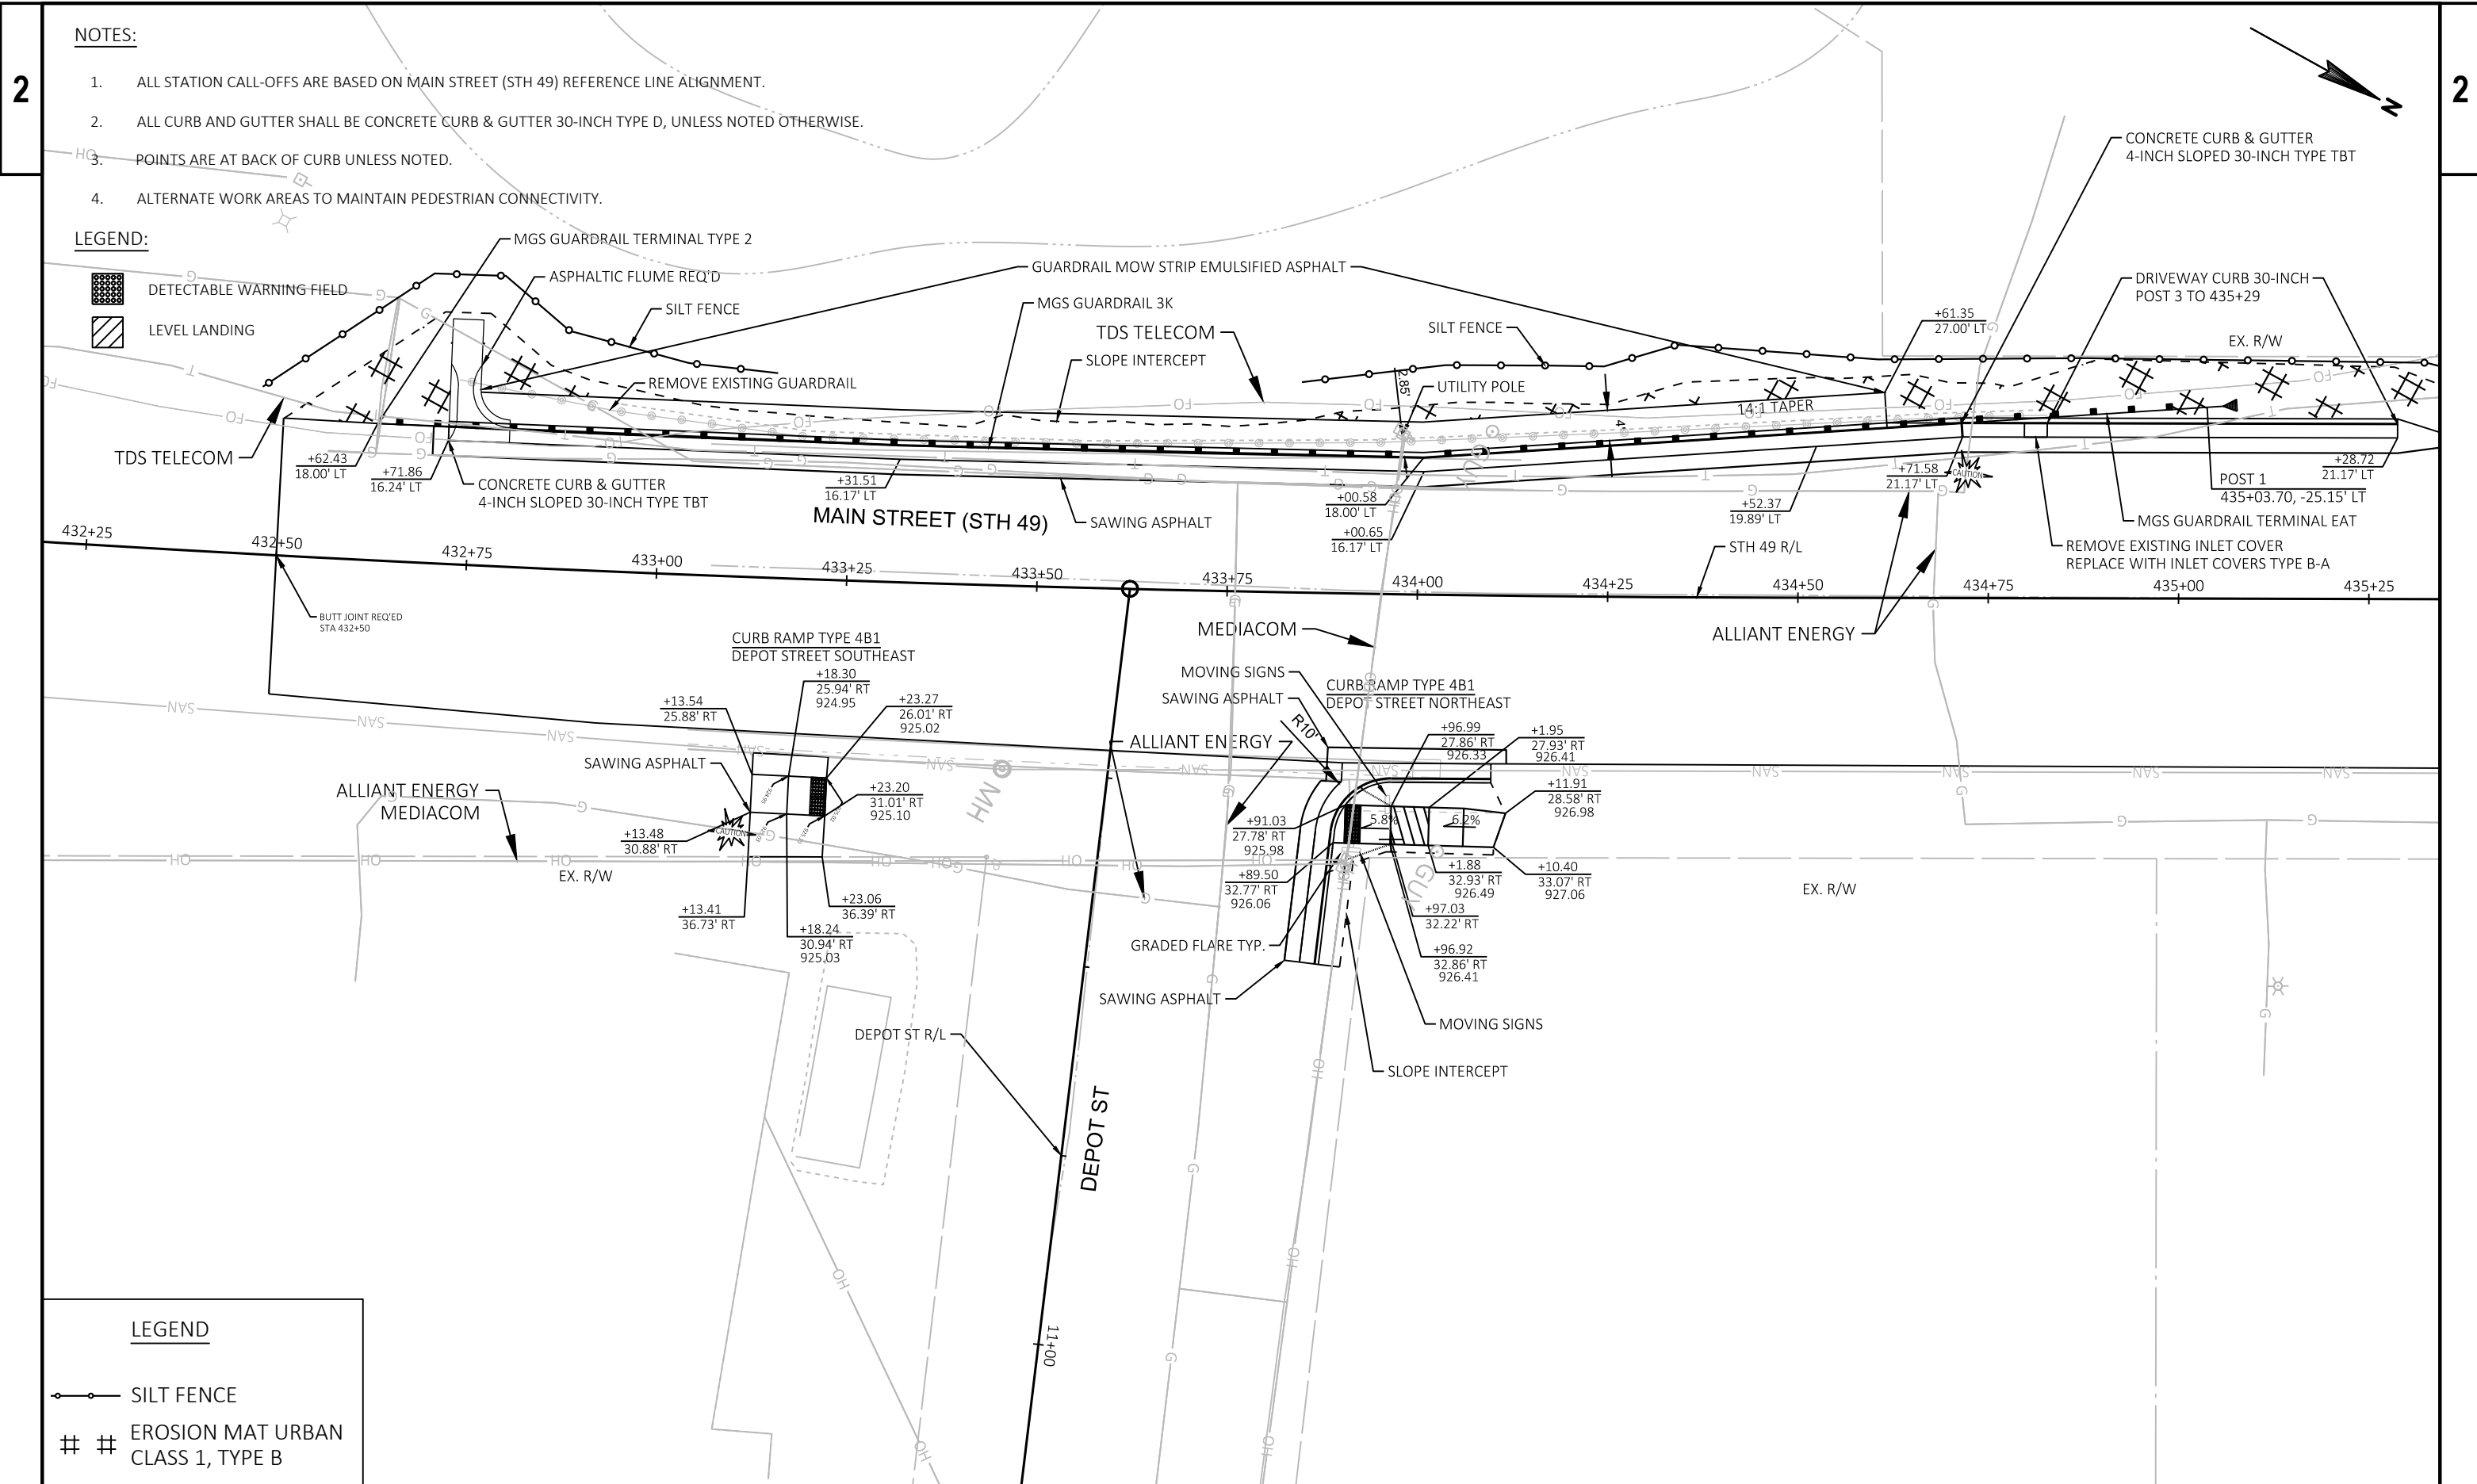 2
2
NOTES:
1. ALL STATION CALL-OFFS ARE BASED ON MAIN STREET (STH 49) REFERENCE LINE ALIGNMENT.
2. ALL CURB AND GUTTER SHALL BE CONCRETE CURB & GUTTER 30-INCH TYPE D, UNLESS NOTED OTHERWISE.
3. POINTS ARE AT BACK OF CURB UNLESS NOTED.
4. ALTERNATE WORK AREAS TO MAINTAIN PEDESTRIAN CONNECTIVITY.
LEGEND:
DETECTABLE WARNING FIELD
LEVEL LANDING
N
CONCRETE CURB & GUTTER
4-INCH SLOPED 30-INCH TYPE TBT
MGS GUARDRAIL TERMINAL TYPE 2
ASPHALTIC FLUME REQ'D
SILT FENCE
GUARDRAIL MOW STRIP EMULSIFIED ASPHALT
MGS GUARDRAIL 3K
TDS TELECOM
SLOPE INTERCEPT
REMOVE EXISTING GUARDRAIL
SILT FENCE
2.85'
UTILITY POLE
4'
14:1 TAPER
+61.35
27.00' LT
DRIVEWAY CURB 30-INCH
POST 3 TO 435+29
EX. R/W
TDS TELECOM
+62.43
18.00' LT
+71.86
16.24' LT
CONCRETE CURB & GUTTER
4-INCH SLOPED 30-INCH TYPE TBT
+31.51
16.17' LT
MAIN STREET (STH 49)
SAWING ASPHALT
GUY
+00.58
18.00' LT
+00.65
16.17' LT
+52.37
19.89' LT
+71.58
21.17' LT
CAUTION
+28.72
21.17' LT
POST 1
435+03.70, -25.15' LT
MGS GUARDRAIL TERMINAL EAT
REMOVE EXISTING INLET COVER
REPLACE WITH INLET COVERS TYPE B-A
STH 49 R/L
432+25
432+50
432+75
433+00
433+25
433+50
433+75
434+00
434+25
434+50
434+75
435+00
435+25
BUTT JOINT REQ'ED
STA 432+50
MEDIACOM
ALLIANT ENERGY
CURB RAMP TYPE 4B1
DEPOT STREET SOUTHEAST
+18.30
25.94' RT
924.95
+13.54
25.88' RT
+23.27
26.01' RT
925.02
SAWING ASPHALT
ALLIANT ENERGY
MEDIACOM
+13.48
30.88' RT
CAUTION
+23.20
31.01' RT
925.10
EX. R/W
+13.41
36.73' RT
+23.06
36.39' RT
+18.24
30.94' RT
925.03
MH
ALLIANT ENERGY
MOVING SIGNS
SAWING ASPHALT
R10'
CURB RAMP TYPE 4B1
DEPOT STREET NORTHEAST
+96.99
27.86' RT
926.33
+1.95
27.93' RT
926.41
+11.91
28.58' RT
926.98
+91.03
27.78' RT
925.98
5.8%
6.2%
+89.50
32.77' RT
926.06
GUY
+1.88
32.93' RT
926.49
+10.40
33.07' RT
927.06
+97.03
32.22' RT
+96.92
32.86' RT
926.41
GRADED FLARE TYP.
SAWING ASPHALT
MOVING SIGNS
SLOPE INTERCEPT
EX. R/W
DEPOT ST R/L
DEPOT ST
11+00
LEGEND
SILT FENCE
EROSION MAT URBAN
CLASS 1, TYPE B